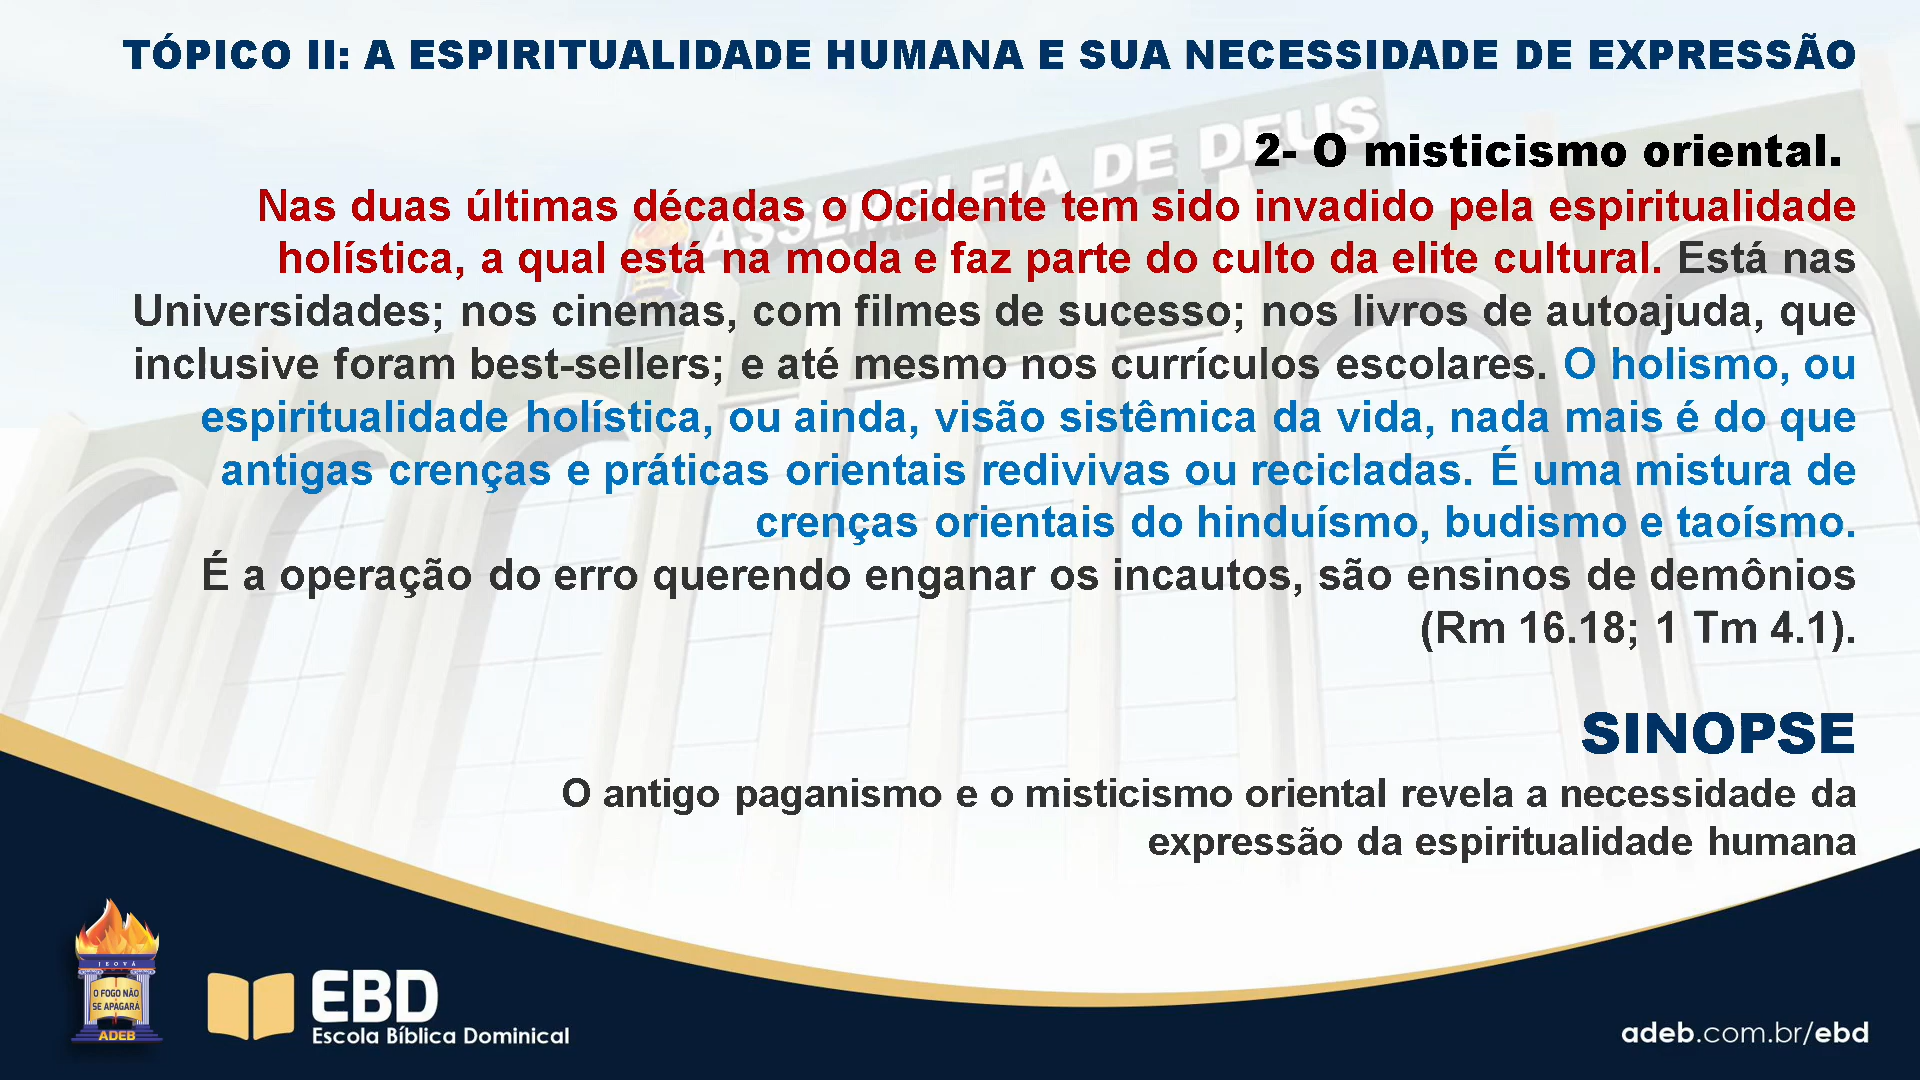 TÓPICO II: A ESPIRITUALIDADE HUMANA E SUA NECESSIDADE DE EXPRESSÃO
ASSEMBLEIA DE DEUS
2- O misticismo oriental.
Nas duas últimas décadas o Ocidente tem sido invadido pela espiritualidade
holística, a qual está na moda e faz parte do culto da elite cultural. Está nas
Universidades; nos cinemas, com filmes de sucesso; nos livros de autoajuda, que
inclusive foram best-sellers; e até mesmo nos currículos escolares. O holismo, ou
espiritualidade holística, ou ainda, visão sistêmica da vida, nada mais é do que
antigas crenças e práticas orientais redivivas ou recicladas. É uma mistura de
crenças orientais do hinduísmo, budismo e taoísmo.
É a operação do erro querendo enganar os incautos, são ensinos de demônios
(Rm 16.18; 1 Tm 4.1).
SINOPSE
O antigo paganismo e o misticismo oriental revela a necessidade da
expressão da espiritualidade humana
JEOVÁ
O FOGO NÃO
SE APAGARÁ
ADEB
EBD
Escola Bíblica Dominical
adeb.com.br/ebd